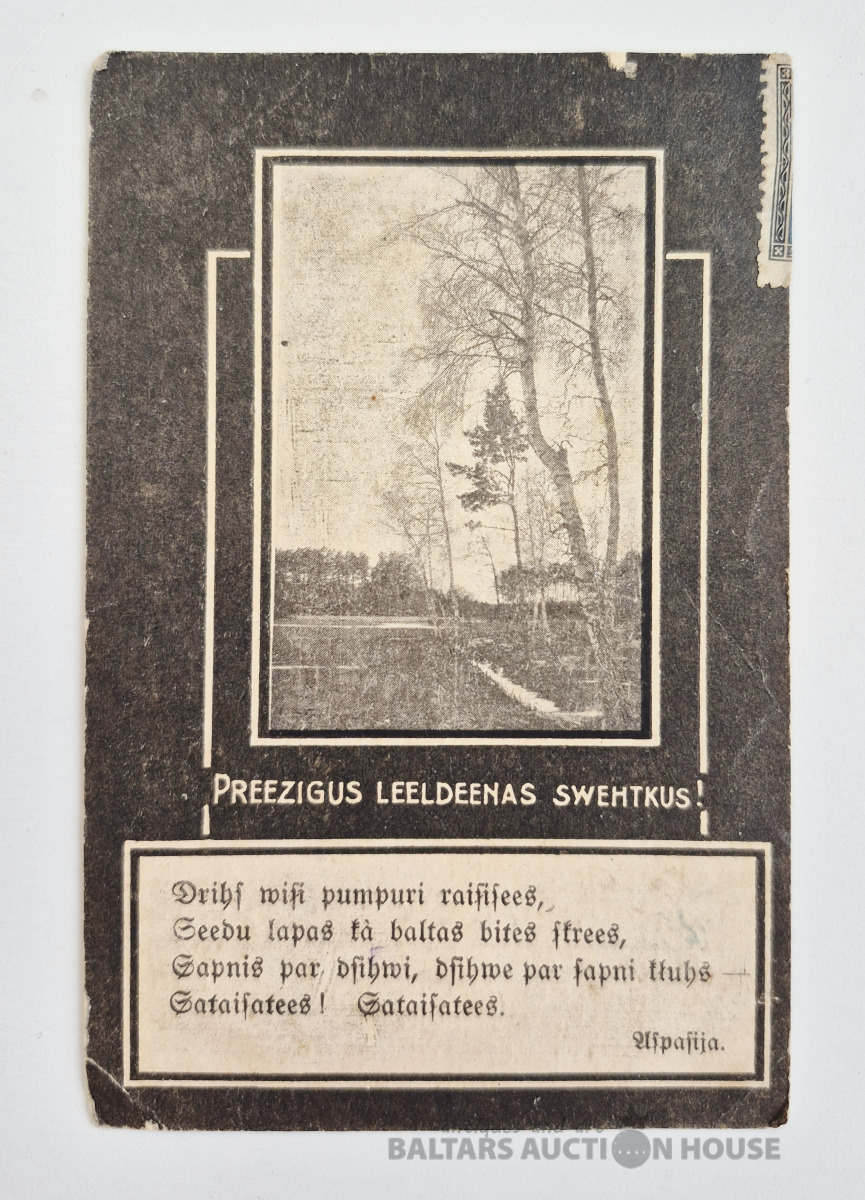 PREEZIGUS LEELDEENAS SWEHTKUS!
Drihſ wiſi pumpuri raiſiſees,
Seedu lapas kà baltas bites ſkrees,
Sapnis par dſihwi, dſihwe par ſapni kluhs —
Sataiſatees! Sataiſatees.
Aſpaſija.
BALTARS AUCTION HOUSE